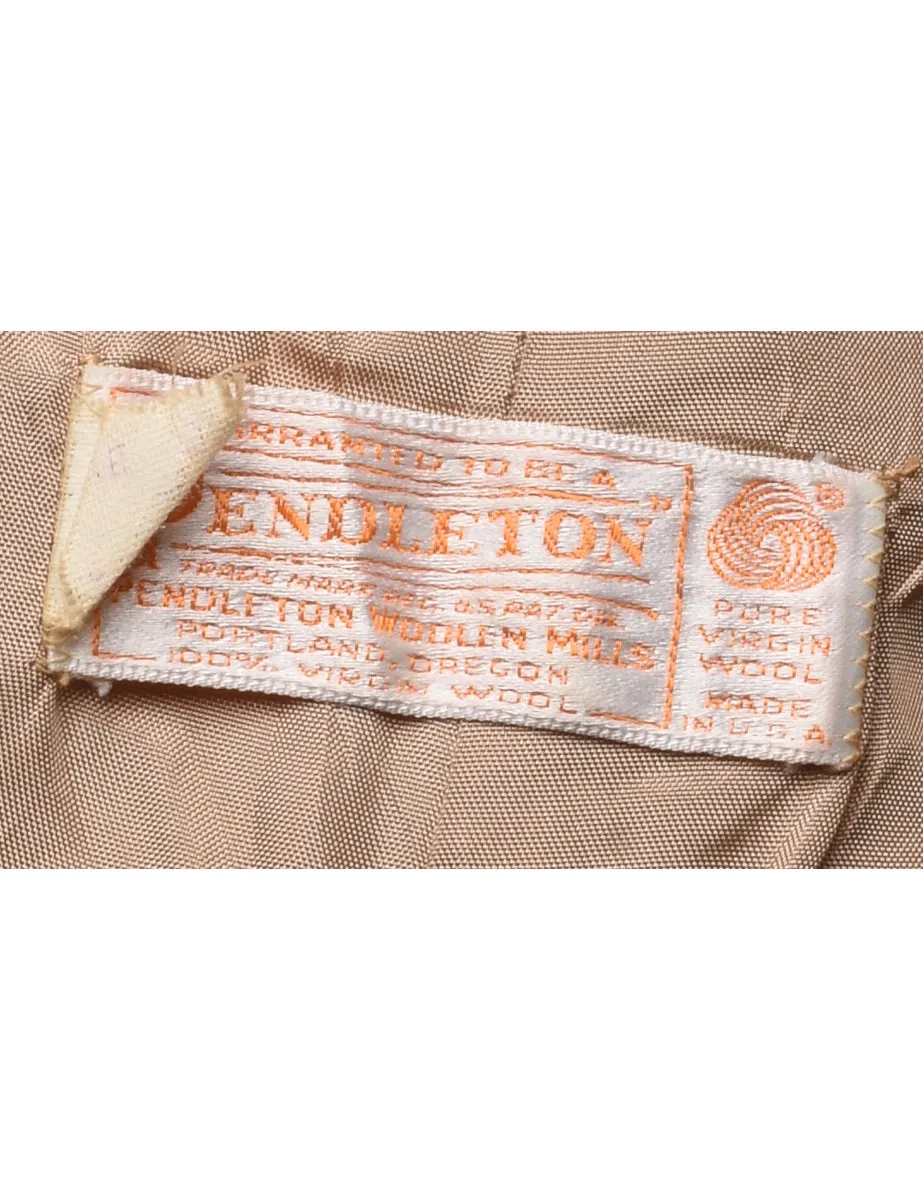 WARRANTED TO BE A
"PENDLETON"
TRADE MARK REG. U.S. PAT. OFF.
PENDLETON WOOLEN MILLS
PORTLAND, OREGON
100% VIRGIN WOOL
®
PURE
VIRGIN
WOOL
MADE
IN U.S.A.